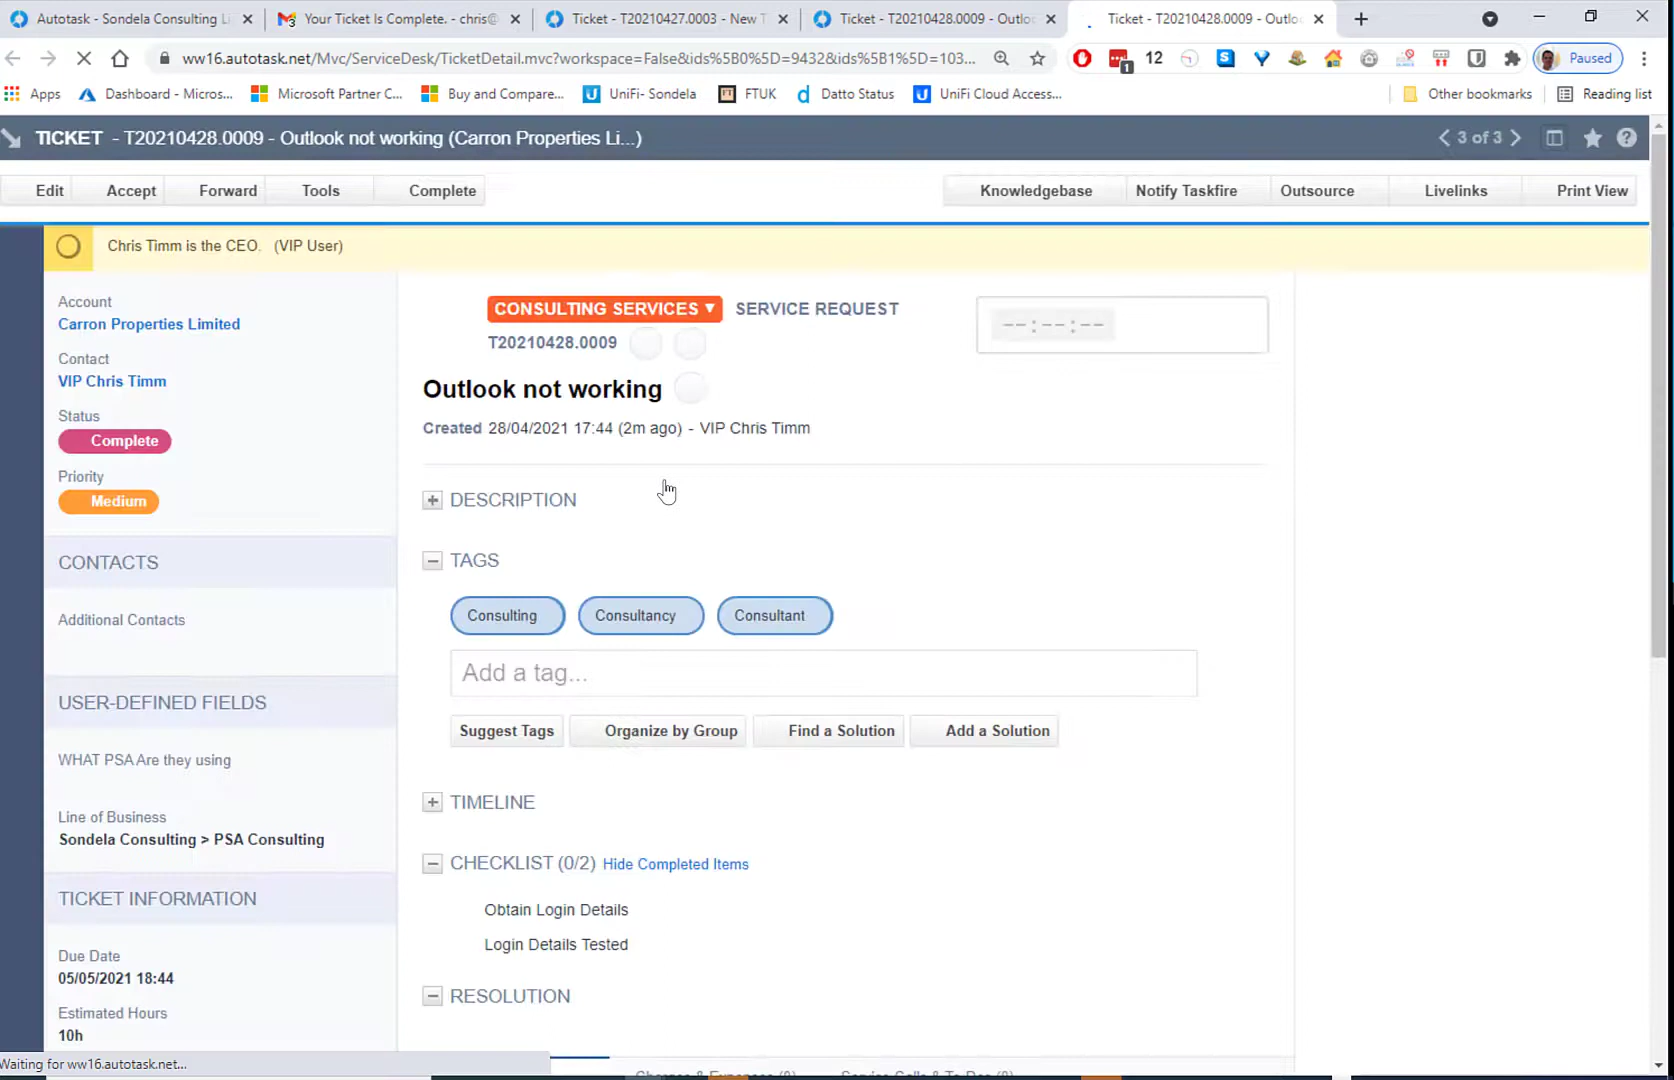 Autotask - Sondela Consulting Li
Your Ticket Is Complete. - chris@
Ticket - T20210427.0003 - New T
Ticket - T20210428.0009 - Outlo
Ticket - T20210428.0009 - Outlo
ww16.autotask.net/Mvc/ServiceDesk/TicketDetail.mvc?workspace=False&ids%5B0%5D=9432&ids%5B1%5D=103...
12
Paused
Apps
Dashboard - Micros...
Microsoft Partner C...
Buy and Compare...
UniFi- Sondela
FTUK
Datto Status
UniFi Cloud Access...
Other bookmarks
Reading list
TICKET - T20210428.0009 - Outlook not working (Carron Properties Li...)
3 of 3
Edit
Accept
Forward
Tools
Complete
Knowledgebase
Notify Taskfire
Outsource
Livelinks
Print View
Chris Timm is the CEO. (VIP User)
Account
Carron Properties Limited
Contact
VIP Chris Timm
Status
Complete
Priority
Medium
CONTACTS
Additional Contacts
USER-DEFINED FIELDS
WHAT PSA Are they using
Line of Business
Sondela Consulting > PSA Consulting
TICKET INFORMATION
Due Date
05/05/2021 18:44
Estimated Hours
10h
CONSULTING SERVICES
SERVICE REQUEST
--:--:--
T20210428.0009
Outlook not working
Created 28/04/2021 17:44 (2m ago) - VIP Chris Timm
DESCRIPTION
TAGS
Consulting
Consultancy
Consultant
Add a tag...
Suggest Tags
Organize by Group
Find a Solution
Add a Solution
TIMELINE
CHECKLIST (0/2) Hide Completed Items
Obtain Login Details
Login Details Tested
RESOLUTION
Charges & Expenses (0)
Service Calls & To-Dos (0)
Waiting for ww16.autotask.net...